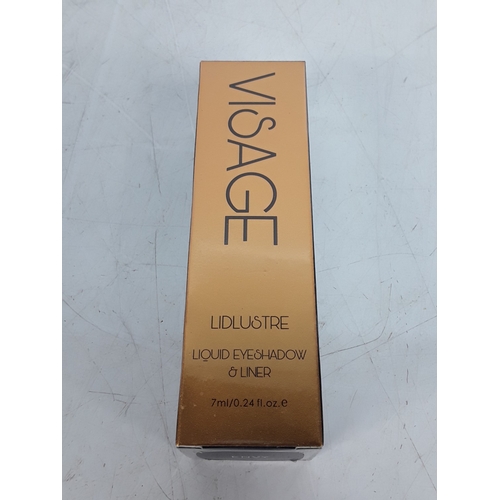 VISAGE
LIDLUSTRE
LIQUID EYESHADOW
& LINER
7ml/0.24 fl.oz.e